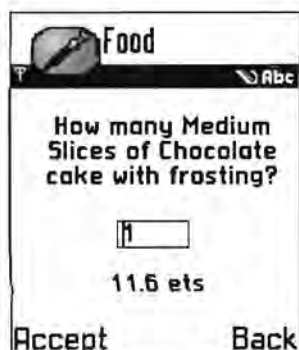 Food
Abc
How many Medium
Slices of Chocolate
cake with frosting?
1
11.6 ets
Accept Back